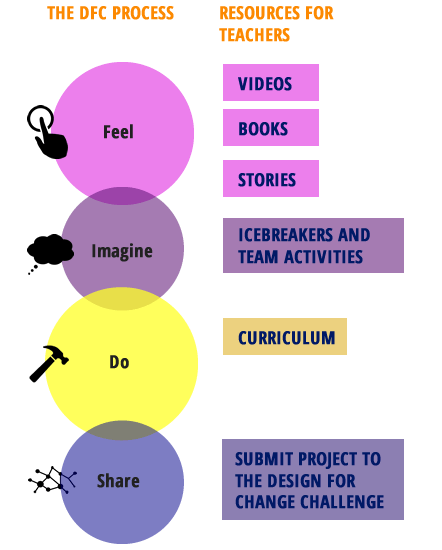 THE DFC PROCESS
RESOURCES FOR
TEACHERS
Feel
VIDEOS
BOOKS
STORIES
Imagine
ICEBREAKERS AND
TEAM ACTIVITIES
Do
CURRICULUM
Share
SUBMIT PROJECT TO
THE DESIGN FOR
CHANGE CHALLENGE